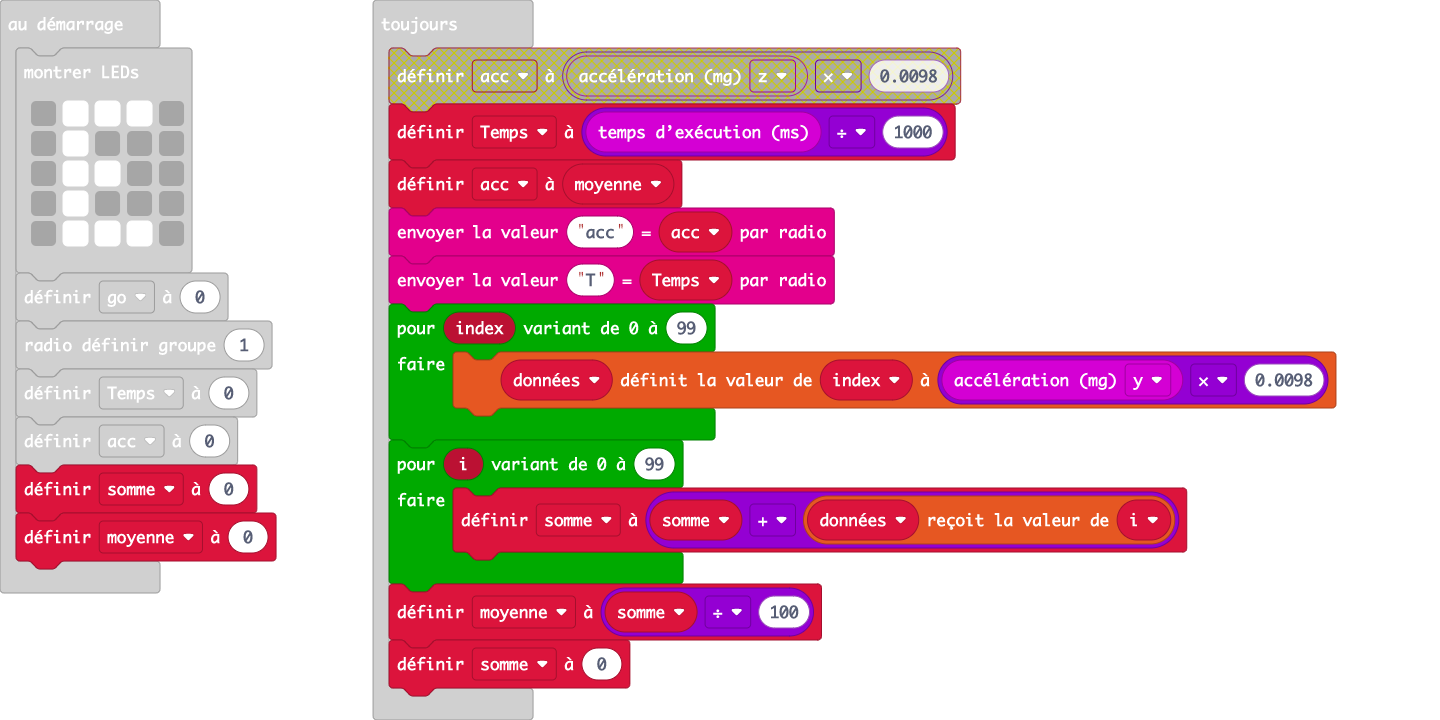 au démarrage
montrer LEDs
définir go à 0
radio définir groupe 1
définir Temps à 0
définir acc à 0
définir somme à 0
définir moyenne à 0
toujours
définir acc à accélération (mg) z × 0.0098
définir Temps à temps d'exécution (ms) ÷ 1000
définir acc à moyenne
envoyer la valeur "acc" = acc par radio
envoyer la valeur "T" = Temps par radio
pour index variant de 0 à 99
faire données définit la valeur de index à accélération (mg) y × 0.0098
pour i variant de 0 à 99
faire définir somme à somme + données reçoit la valeur de i
définir moyenne à somme ÷ 100
définir somme à 0